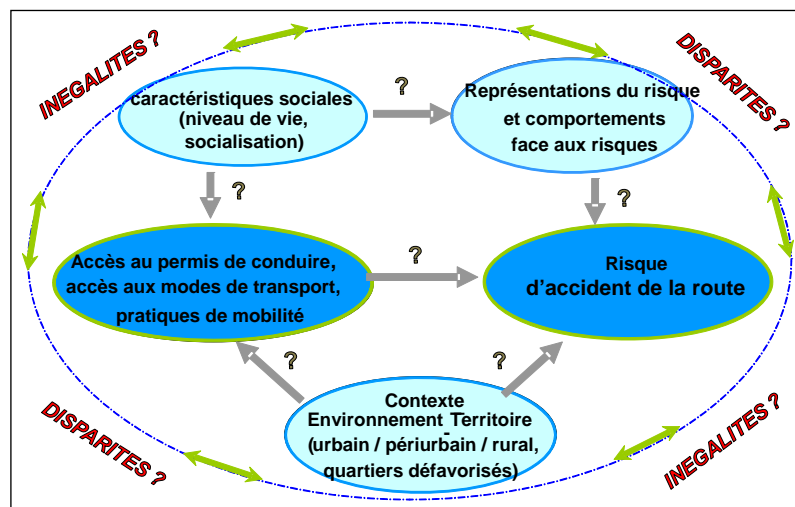 INEGALITES ?
DISPARITES ?
caractéristiques sociales
(niveau de vie,
socialisation)
?
Représentations du risque
et comportements
face aux risques
?
?
Accès au permis de conduire,
accès aux modes de transport,
pratiques de mobilité
?
Risque
d'accident de la route
?
?
Contexte
Environnement Territoire
(urbain / périurbain / rural,
quartiers défavorisés)
DISPARITES ?
INEGALITES ?